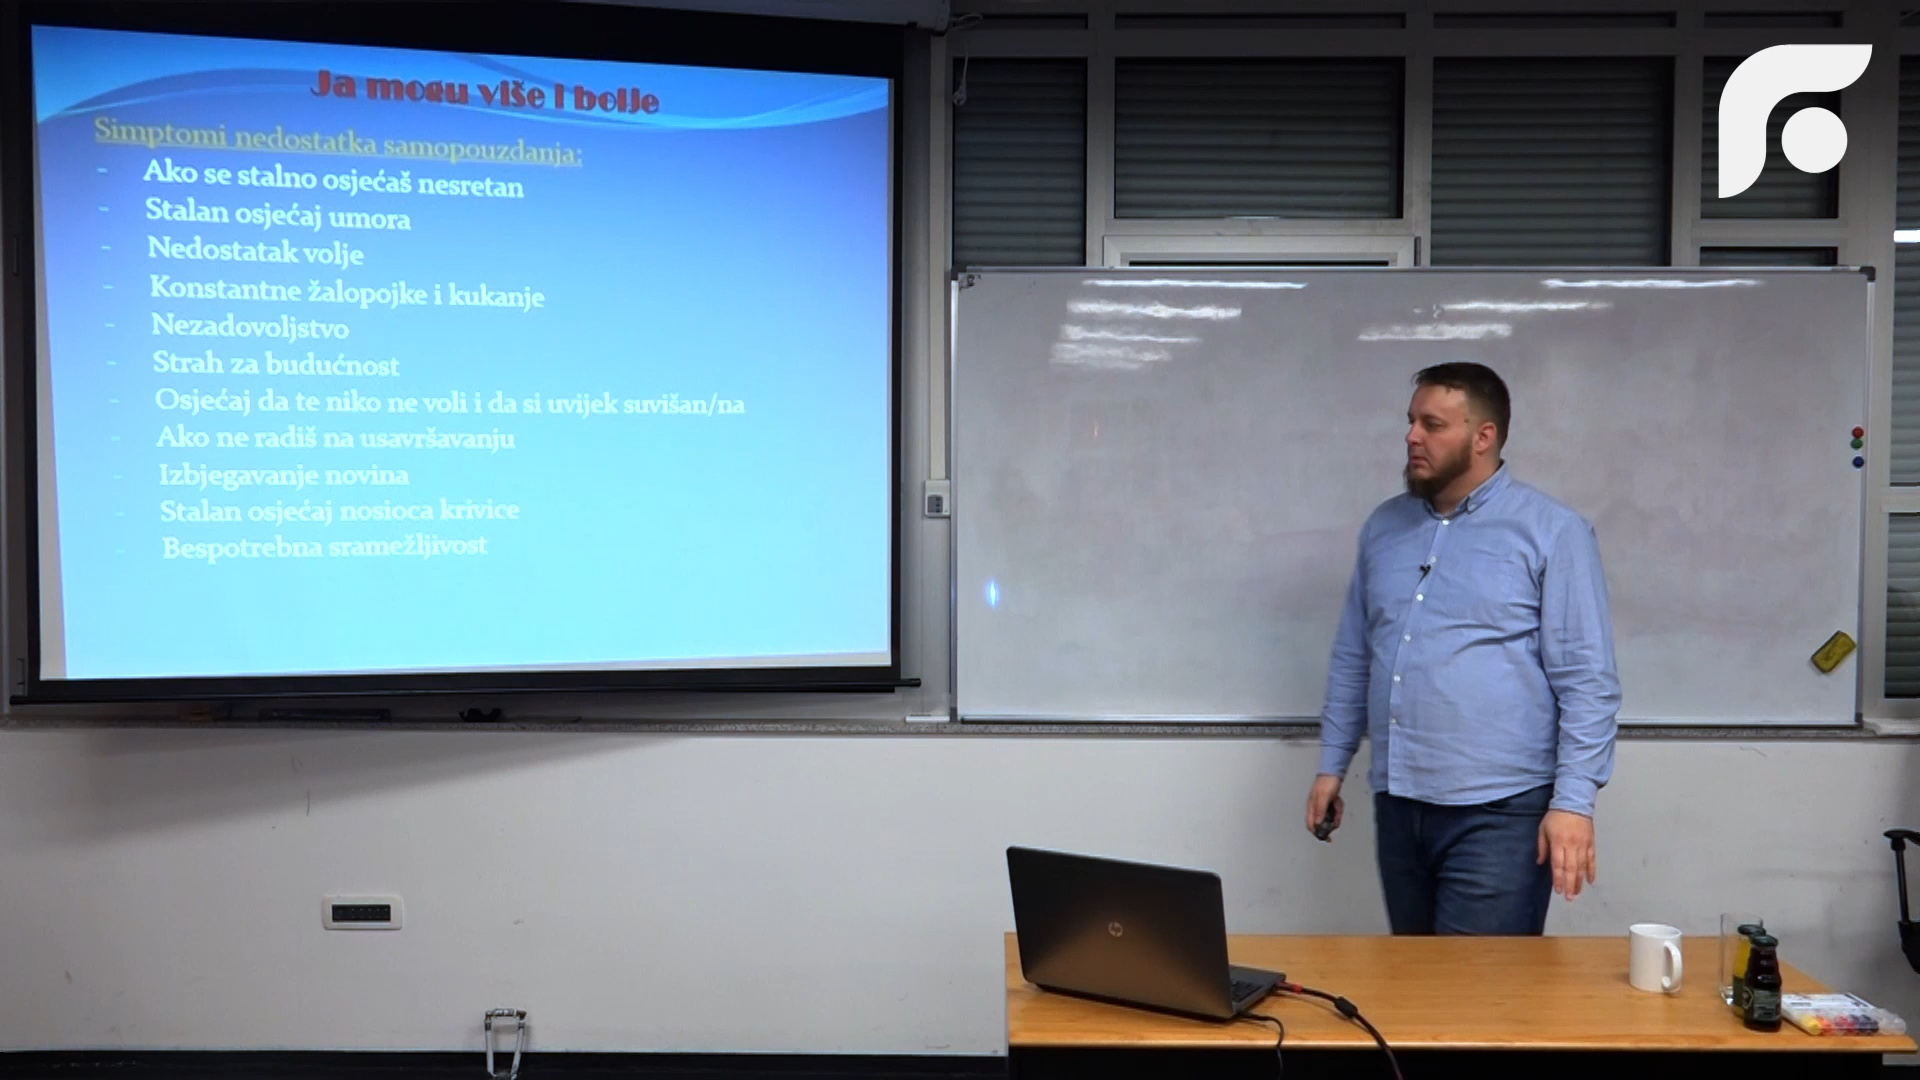 Ja mogu više I bolje
Simptomi nedostatka samopouzdanja:
- Ako se stalno osjećaš nesretan
- Stalan osjećaj umora
- Nedostatak volje
- Konstantne žalopojke i kukanje
- Nezadovoljstvo
- Strah za budućnost
- Osjećaj da te niko ne voli i da si uvijek suvišan/na
- Ako ne radiš na usavršavanju
- Izbjegavanje novina
- Stalan osjećaj nosioca krivice
- Bespotrebna sramežljivost
hp